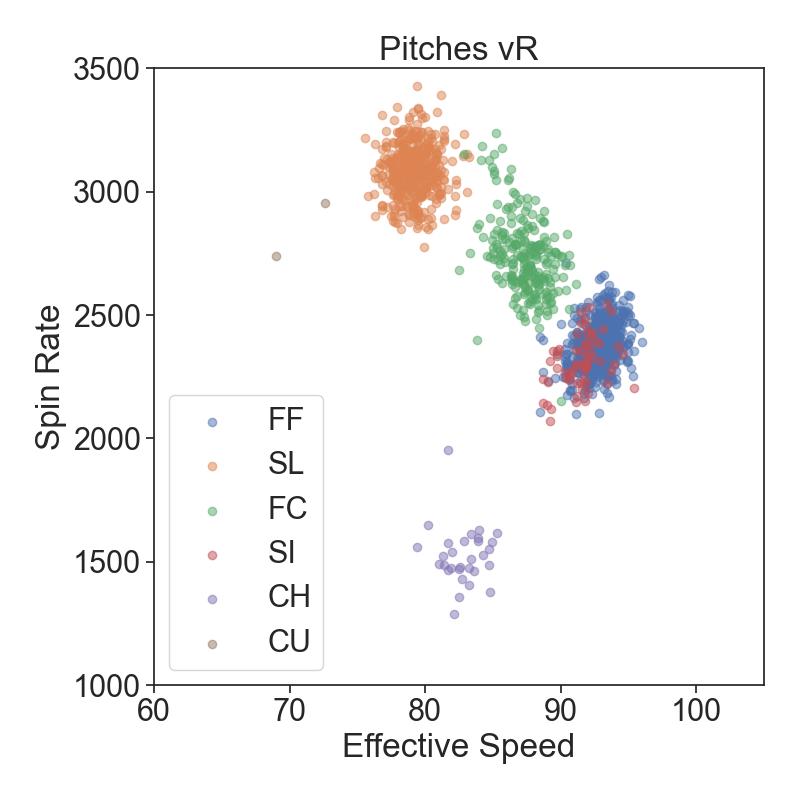 Pitches vR
3500
3000
2500
2000
1500
1000
Spin Rate
FF
SL
FC
SI
CH
CU
60 70 80 90 100
Effective Speed